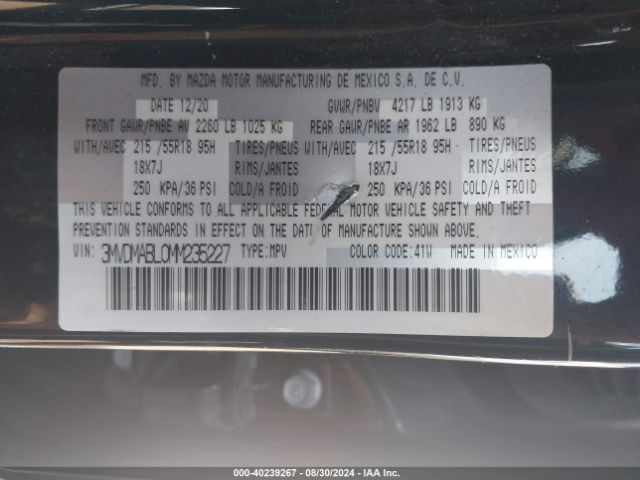 MFD. BY MAZDA MOTOR MANUFACTURING DE MEXICO S.A. DE C.V.
DATE 12/20 GVWR/PNBV 4217 LB 1913 KG
FRONT GAWR/PNBE AV 2260 LB 1025 KG REAR GAWR/PNBE AR 1962 LB 890 KG
WITH/AVEC 215 /55R18 95H TIRES/PNEUS WITH/AVEC 215 /55R18 95H TIRES/PNEUS
18X7J RIMS/JANTES 18X7J RIMS/JANTES
250 KPA/36 PSI COLD/A FROID 250 KPA/36 PSI COLD/A FROID
THIS VEHICLE CONFORMS TO ALL APPLICABLE FEDERAL MOTOR VEHICLE SAFETY AND THEFT
PREVENTION STANDARDS IN EFFECT ON THE DATE OF MANUFACTURE SHOWN ABOVE.
VIN: 3MVDMABL0MM235227 TYPE:MPV COLOR CODE:41W MADE IN MEXICO
000-40239267 - 08/30/2024 - IAA Inc.